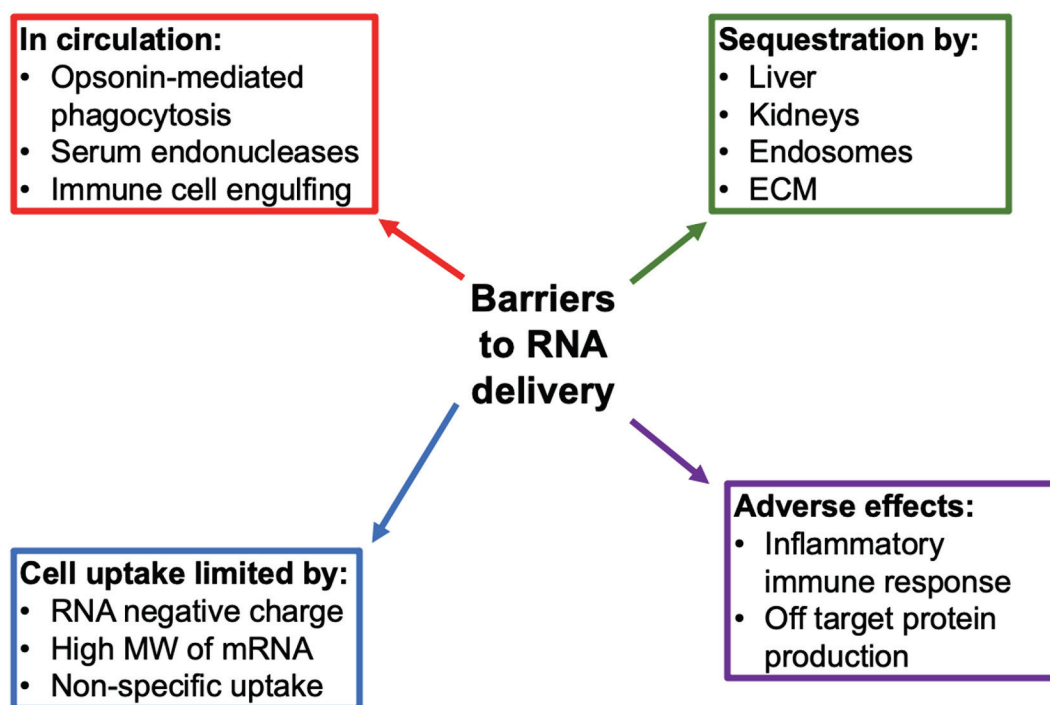 In circulation:
• Opsonin-mediated
phagocytosis
• Serum endonucleases
• Immune cell engulfing
Sequestration by:
• Liver
• Kidneys
• Endosomes
• ECM
Barriers
to RNA
delivery
Cell uptake limited by:
• RNA negative charge
• High MW of mRNA
• Non-specific uptake
Adverse effects:
• Inflammatory
immune response
• Off target protein
production